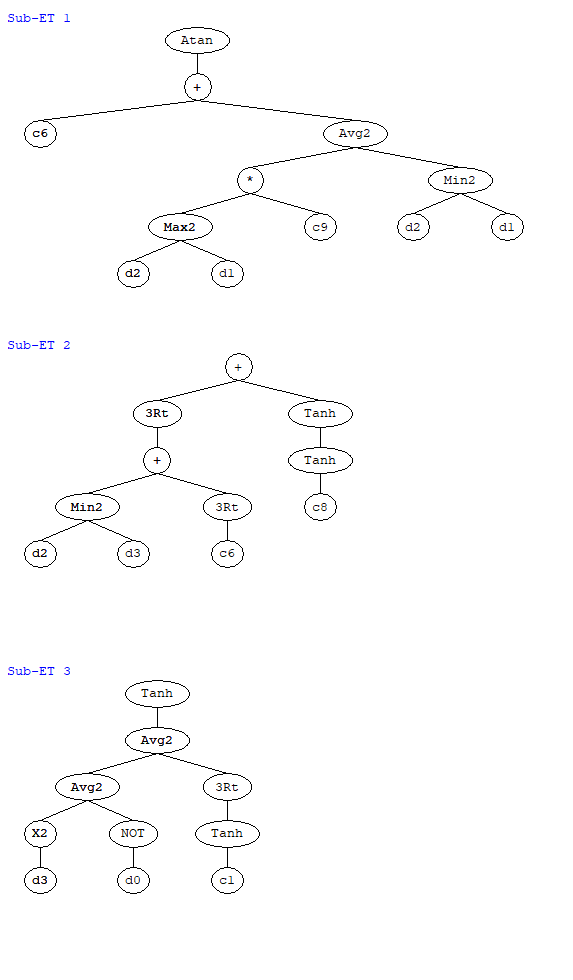 Sub-ET 1
Atan
+
c6 Avg2
* Min2
Max2 c9 d2 d1
d2 d1
Sub-ET 2
+
3Rt Tanh
+ Tanh
Min2 3Rt c8
d2 d3 c6
Sub-ET 3
Tanh
Avg2
Avg2 3Rt
X2 NOT Tanh
d3 d0 c1